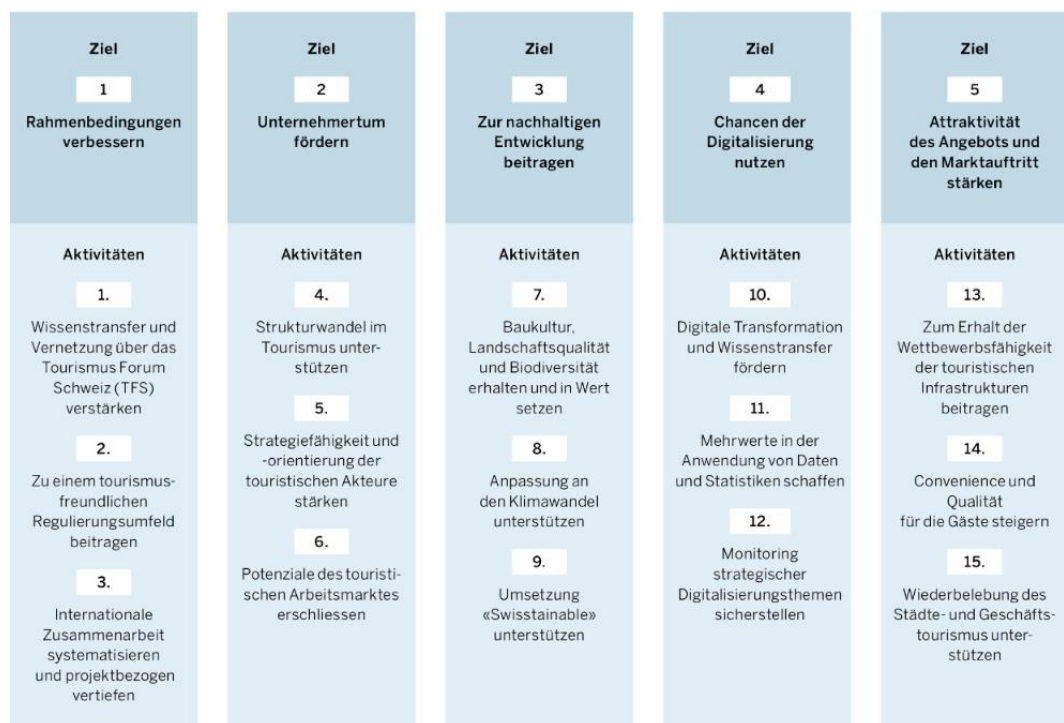 Ziel
1
Rahmenbedingungen
verbessern
Aktivitäten
1.
Wissenstransfer und
Vernetzung über das
Tourismus Forum
Schweiz (TFS)
verstärken
2.
Zu einem tourismus-
freundlichen
Regulierungsumfeld
beitragen
3.
Internationale
Zusammenarbeit
systematisieren
und projektbezogen
vertiefen
Ziel
2
Unternehmertum
fördern
Aktivitäten
4.
Strukturwandel im
Tourismus unter-
stützen
5.
Strategiefähigkeit und
-orientierung der
touristischen Akteure
stärken
6.
Potenziale des touristi-
schen Arbeitsmarktes
erschliessen
Ziel
3
Zur nachhaltigen
Entwicklung
beitragen
Aktivitäten
7.
Baukultur,
Landschaftsqualität
und Biodiversität
erhalten und in Wert
setzen
8.
Anpassung an
den Klimawandel
unterstützen
9.
Umsetzung
«Swisstainable»
unterstützen
Ziel
4
Chancen der
Digitalisierung
nutzen
Aktivitäten
10.
Digitale Transformation
und Wissenstransfer
fördern
11.
Mehrwerte in der
Anwendung von Daten
und Statistiken schaffen
12.
Monitoring
strategischer
Digitalisierungsthemen
sicherstellen
Ziel
5
Attraktivität
des Angebots und
den Marktauftritt
stärken
Aktivitäten
13.
Zum Erhalt der
Wettbewerbsfähigkeit
der touristischen
Infrastrukturen
beitragen
14.
Convenience und
Qualität
für die Gäste steigern
15.
Wiederbelebung des
Städte- und Geschäfts-
tourismus unter-
stützen